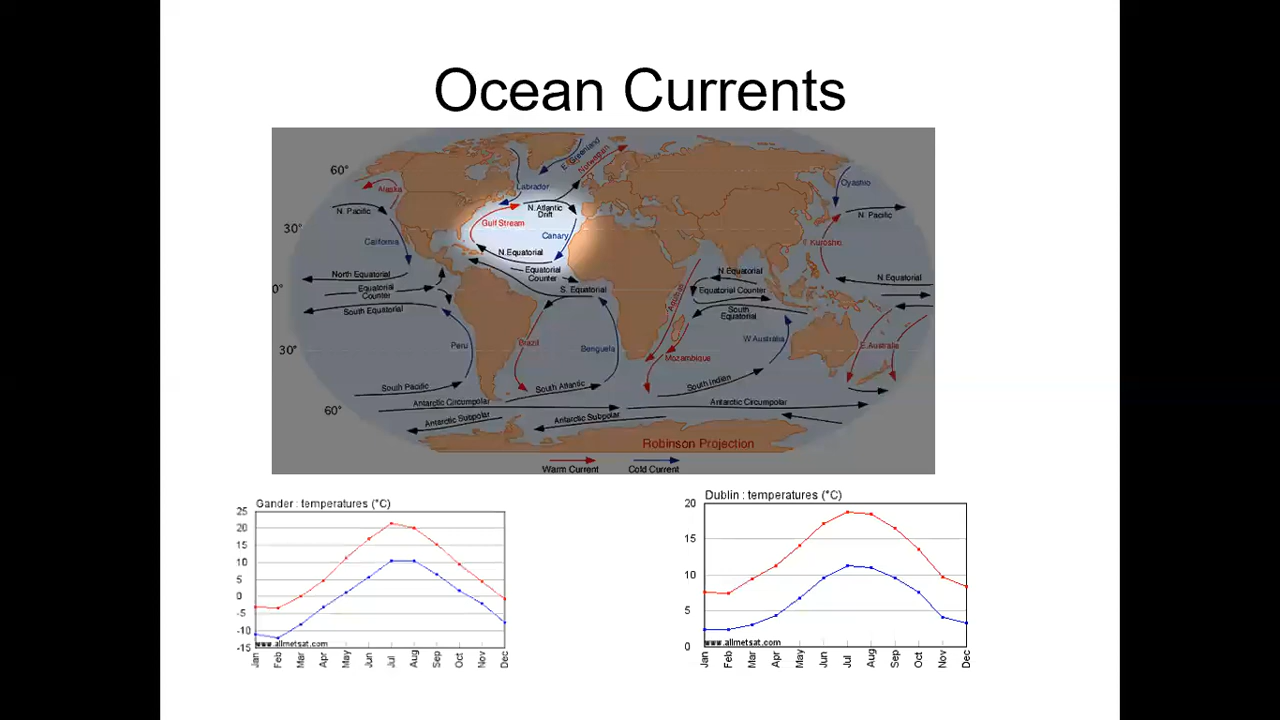 Ocean Currents
E. Greenland
Norwegian
60°
Alaska
Labrador
Oyashio
N. Pacific
N. Atlantic
Drift
N. Pacific
30°
Gulf Stream
California
Canary
Kuroshio
N.Equatorial
North Equatorial
Equatorial
Counter
N.Equatorial
N.Equatorial
0°
Equatorial
Counter
S. Equatorial
Equatorial Counter
South Equatorial
South
Equatorial
Agulhas
30°
Peru
Brazil
Benguela
W.Australia
E.Australia
Mozambique
South Pacific
South Atlantic
South Indian
60°
Antarctic Circumpolar
Antarctic Circumpolar
Antarctic Subpolar
Antarctic Subpolar
Robinson Projection
Warm Current
Cold Current
Gander : temperatures (°C)
25
20
15
10
5
0
-5
-10
-15
www.allmetsat.com
Jan Feb Mar Apr May Jun Jul Aug Sep Oct Nov Dec
Dublin : temperatures (°C)
20
15
10
5
0
www.allmetsat.com
Jan Feb Mar Apr May Jun Jul Aug Sep Oct Nov Dec